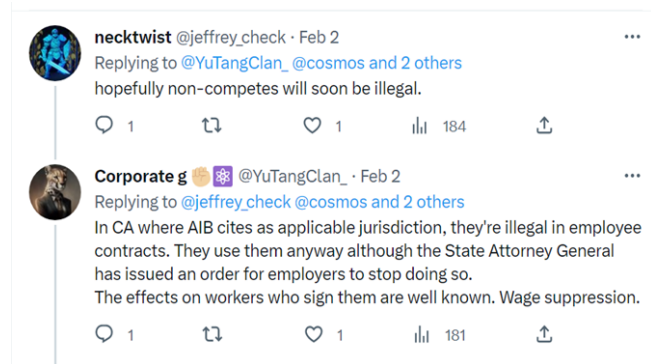 necktwist @jeffrey_check · Feb 2
Replying to @YuTangClan_ @cosmos and 2 others
hopefully non-competes will soon be illegal.
1 1 184
Corporate g ✊🏼⚛️ @YuTangClan_ · Feb 2
Replying to @jeffrey_check @cosmos and 2 others
In CA where AIB cites as applicable jurisdiction, they're illegal in employee
contracts. They use them anyway although the State Attorney General
has issued an order for employers to stop doing so.
The effects on workers who sign them are well known. Wage suppression.
1 1 181